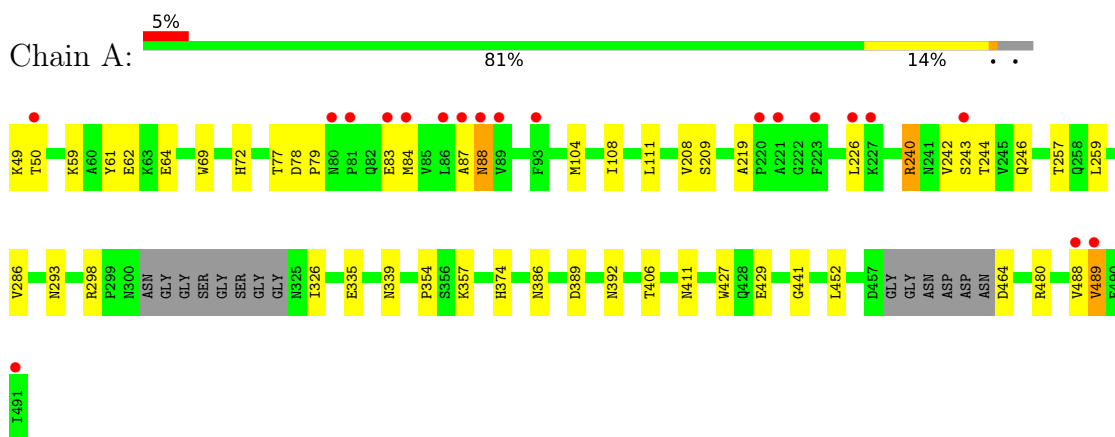 5%
Chain A:
81% 14% • •
K49 T50 K59 A60 Y61 E62 K63 E64 W69 H72 T77 D78 P79 N80 P81 Q82 E83 M84 V85 L86 A87 N88 V89 F93 M104 I108 L111 V208 S209 A219 P220 A221 G222 F223 L226 K227 R240 N241 V242 S243 T244 V245 Q246 T257 Q258 L259
V286 N293 R298 P299 N300 ASN GLY GLY SER GLY SER GLY GLY N325 I326 E335 N339 P354 S356 K357 H374 N386 D389 N392 T406 N411 W427 Q428 E429 G441 L452 D457 GLY GLY ASN ASP ASP ASP ASN D464 R480 V488 V489 E490
I491